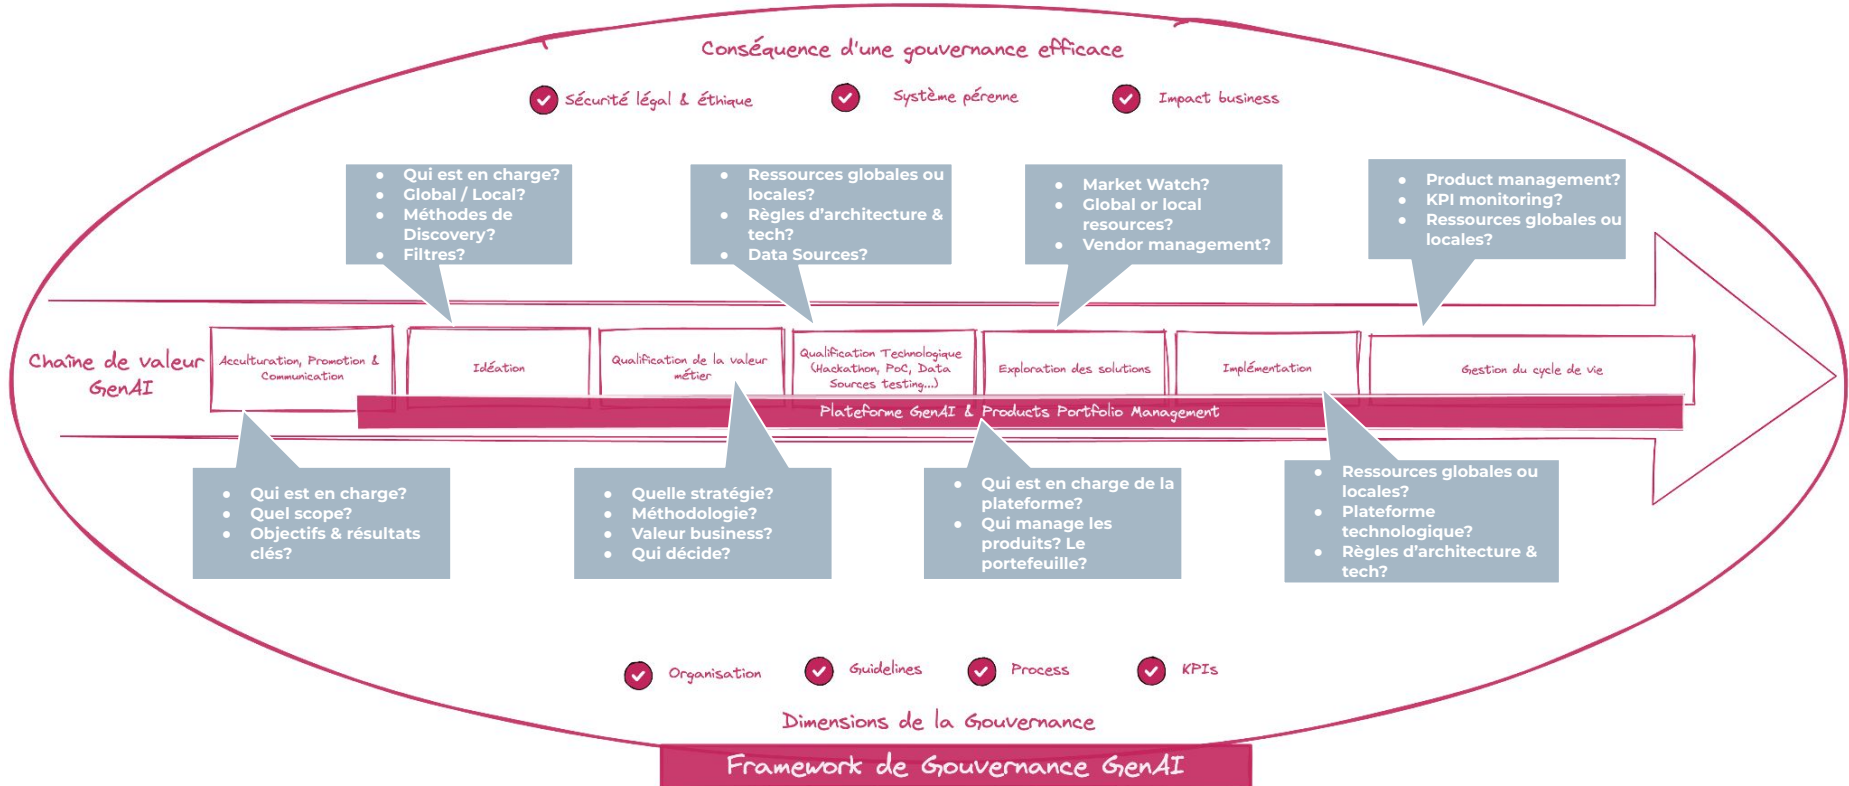 Conséquence d'une gouvernance efficace
Sécurité légal & éthique
Système pérenne
Impact business
Qui est en charge?
Global / Local?
Méthodes de
Discovery?
Filtres?
Ressources globales ou
locales?
Règles d'architecture &
tech?
Data Sources?
Market Watch?
Global or local
resources?
Vendor management?
Product management?
KPI monitoring?
Ressources globales ou
locales?
Chaîne de valeur
GenAI
Acculturation, Promotion &
Communication
Idéation
Qualification de la valeur
métier
Qualification Technologique
(Hackathon, PoC, Data
Sources testing...)
Exploration des solutions
Implémentation
Gestion du cycle de vie
Plateforme GenAI & Products Portfolio Management
Qui est en charge?
Quel scope?
Objectifs & résultats
clés?
Quelle stratégie?
Méthodologie?
Valeur business?
Qui décide?
Qui est en charge de la
plateforme?
Qui manage les
produits? Le
portefeuille?
Ressources globales ou
locales?
Plateforme
technologique?
Règles d'architecture &
tech?
Organisation
Guidelines
Process
KPIs
Dimensions de la Gouvernance
Framework de Gouvernance GenAI